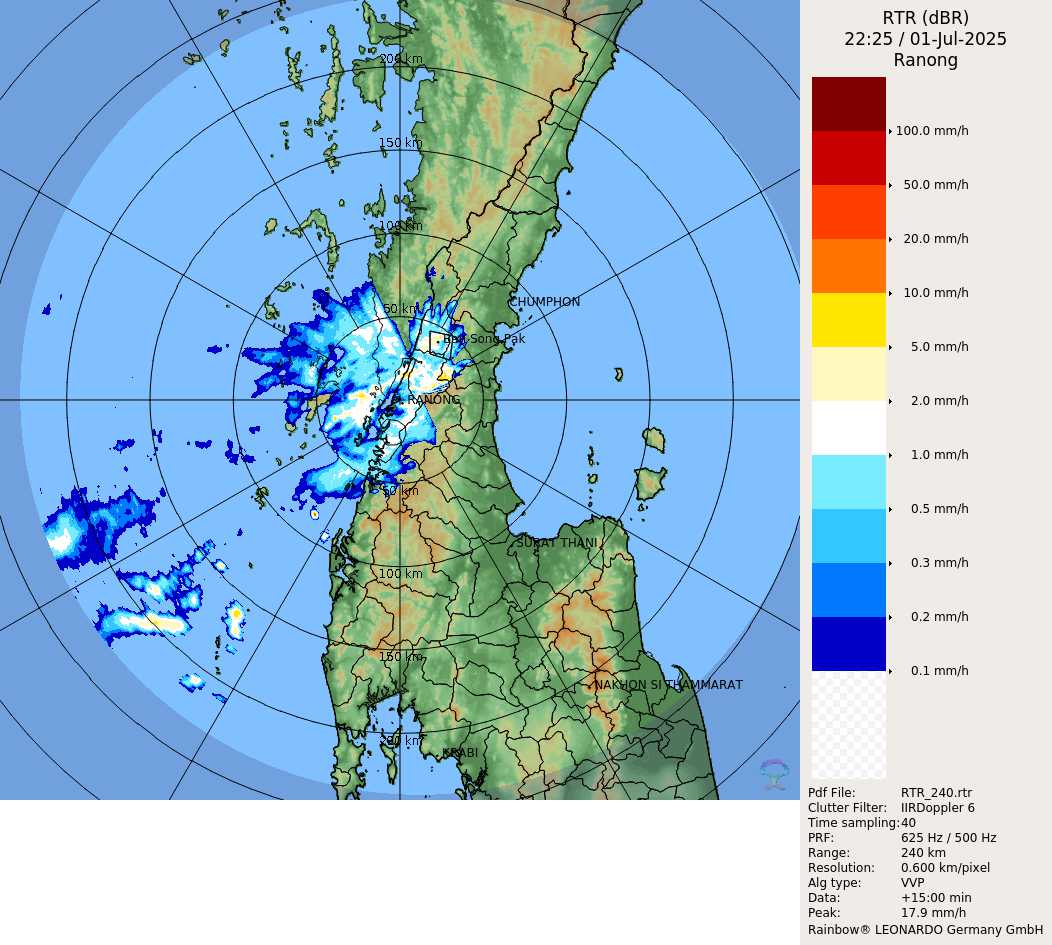 RTR (dBR)
22:25 / 01-Jul-2025
Ranong
100.0 mm/h
50.0 mm/h
20.0 mm/h
10.0 mm/h
5.0 mm/h
2.0 mm/h
1.0 mm/h
0.5 mm/h
0.3 mm/h
0.2 mm/h
0.1 mm/h
Pdf File: RTR_240.rtr
Clutter Filter: IIRDoppler 6
Time sampling: 40
PRF: 625 Hz / 500 Hz
Range: 240 km
Resolution: 0.600 km/pixel
Alg type: VVP
Data: +15:00 min
Peak: 17.9 mm/h
Rainbow® LEONARDO Germany GmbH
200 km
150 km
100 km
CHUMPHON
50 km
Ban Song Pak
RANONG
50 km
SURAT THANI
100 km
150 km
NAKHON SI THAMMARAT
200 km
KRABI